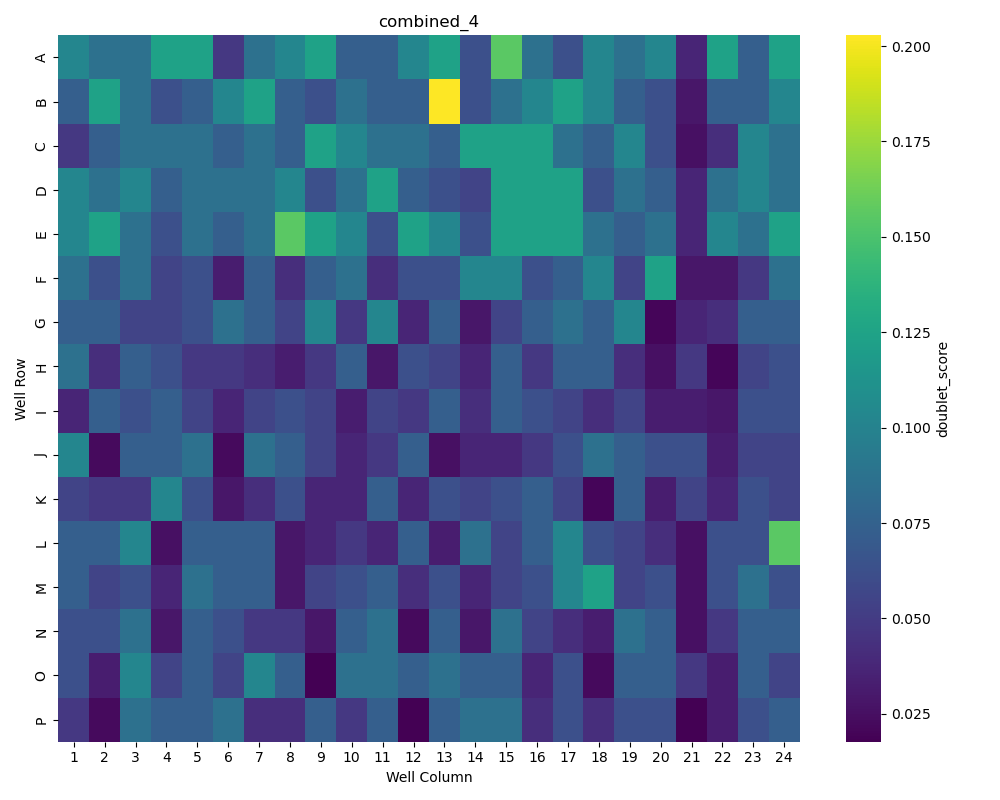 combined_4
Well Row
A
B
C
D
E
F
G
H
I
J
K
L
M
N
O
P
1 2 3 4 5 6 7 8 9 10 11 12 13 14 15 16 17 18 19 20 21 22 23 24
Well Column
0.200
0.175
0.150
0.125
0.100
0.075
0.050
0.025
doublet_score